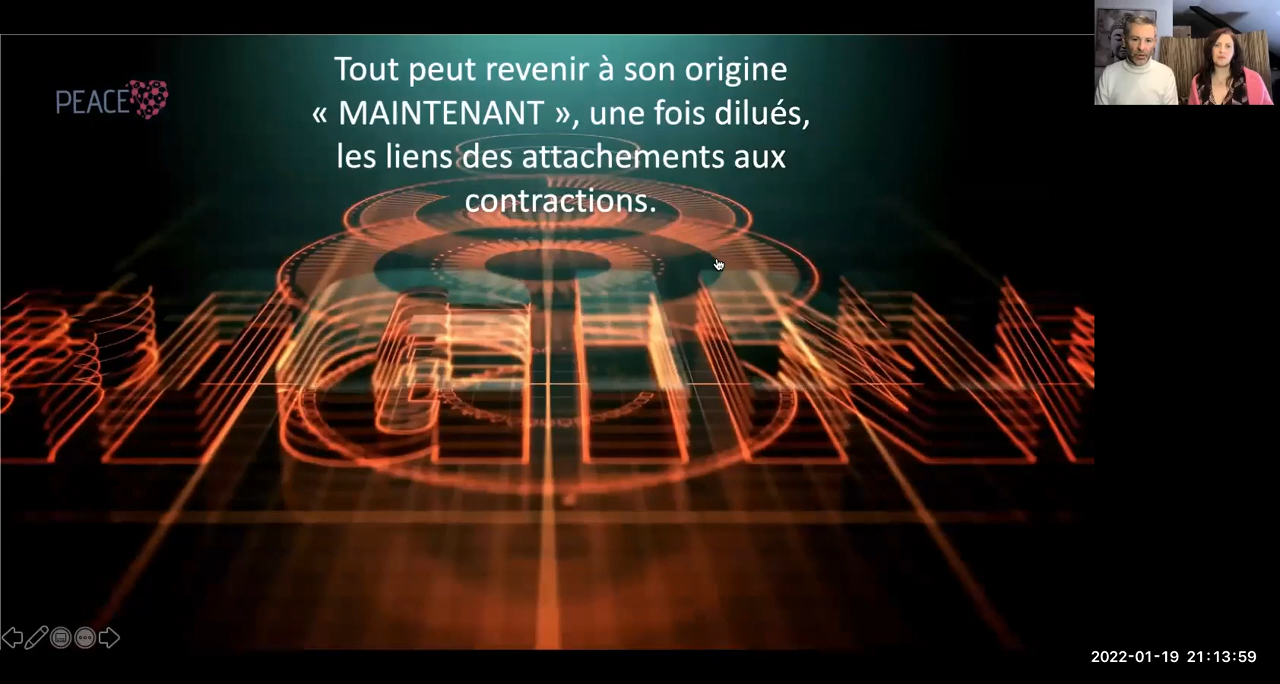 Tout peut revenir à son origine
« MAINTENANT », une fois dilués,
les liens des attachements aux
contractions.
PEACE
2022-01-19 21:13:59